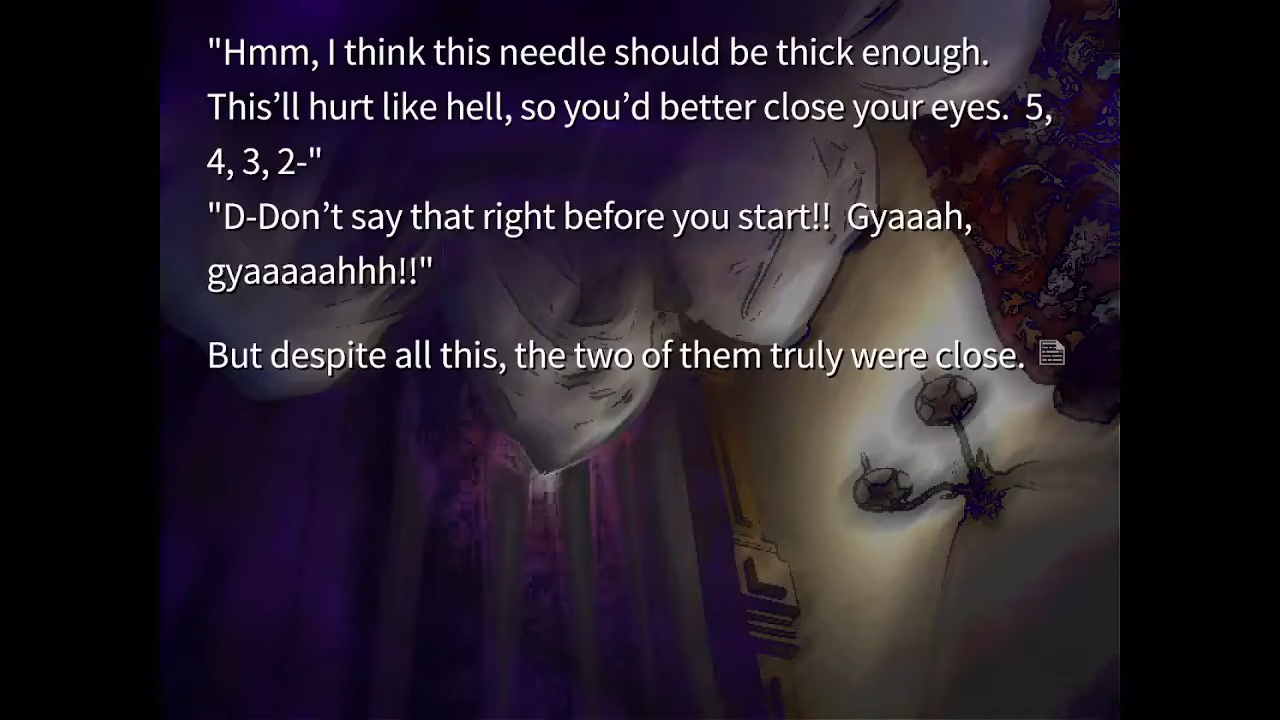 "Hmm, I think this needle should be thick enough.
This’ll hurt like hell, so you’d better close your eyes.  5,
4, 3, 2-"
"D-Don’t say that right before you start!!  Gyaaah,
gyaaaaahhh!!"
But despite all this, the two of them truly were close.